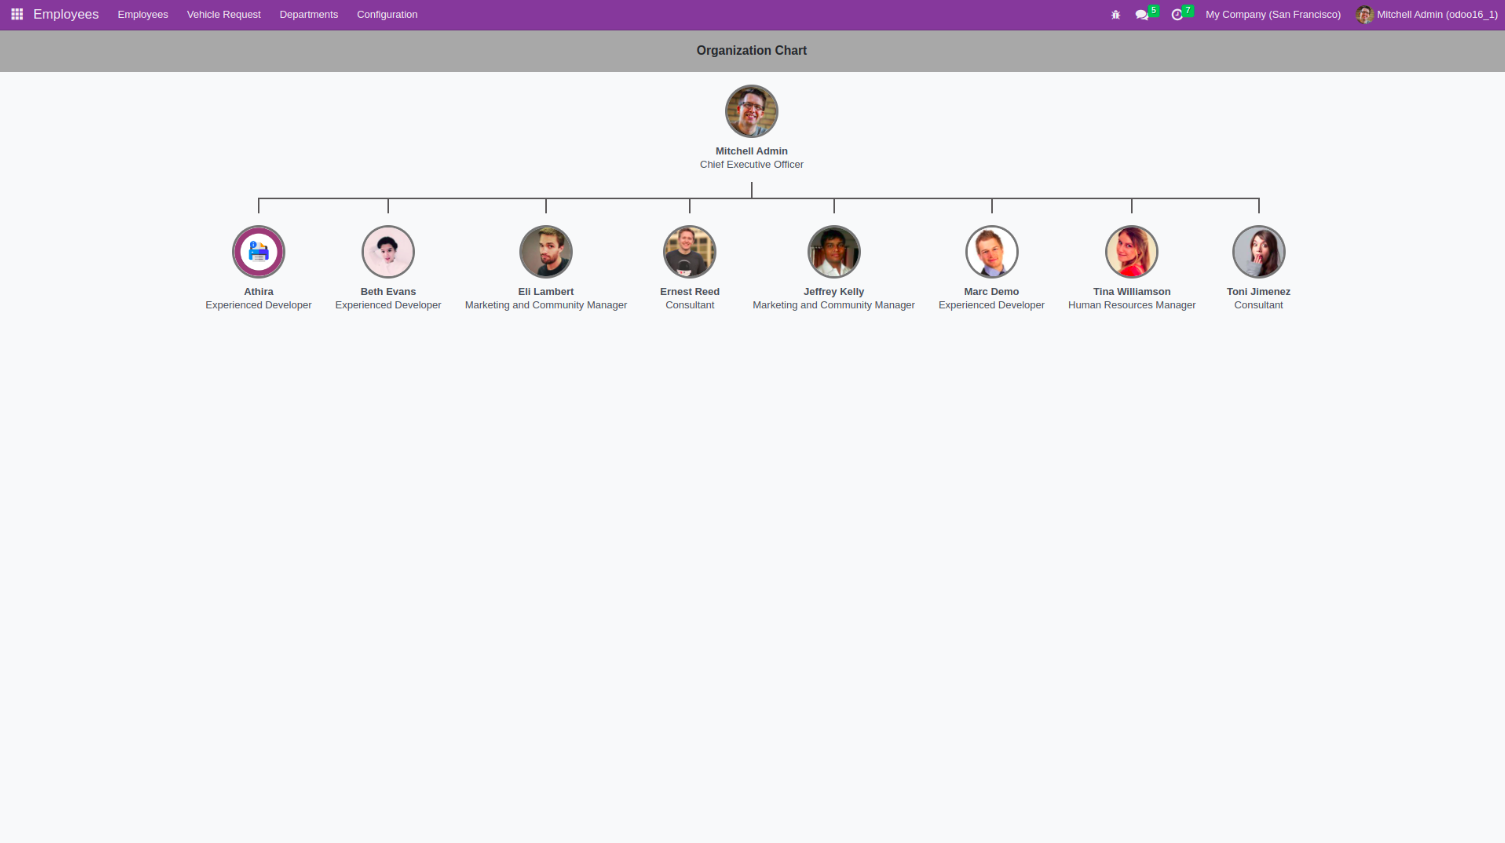 Employees Employees Vehicle Request Departments Configuration 5 7 My Company (San Francisco) Mitchell Admin (odoo16_1)
Organization Chart
Mitchell Admin
Chief Executive Officer
Athira Beth Evans Eli Lambert Ernest Reed Jeffrey Kelly Marc Demo Tina Williamson Toni Jimenez
Experienced Developer Experienced Developer Marketing and Community Manager Consultant Marketing and Community Manager Experienced Developer Human Resources Manager Consultant